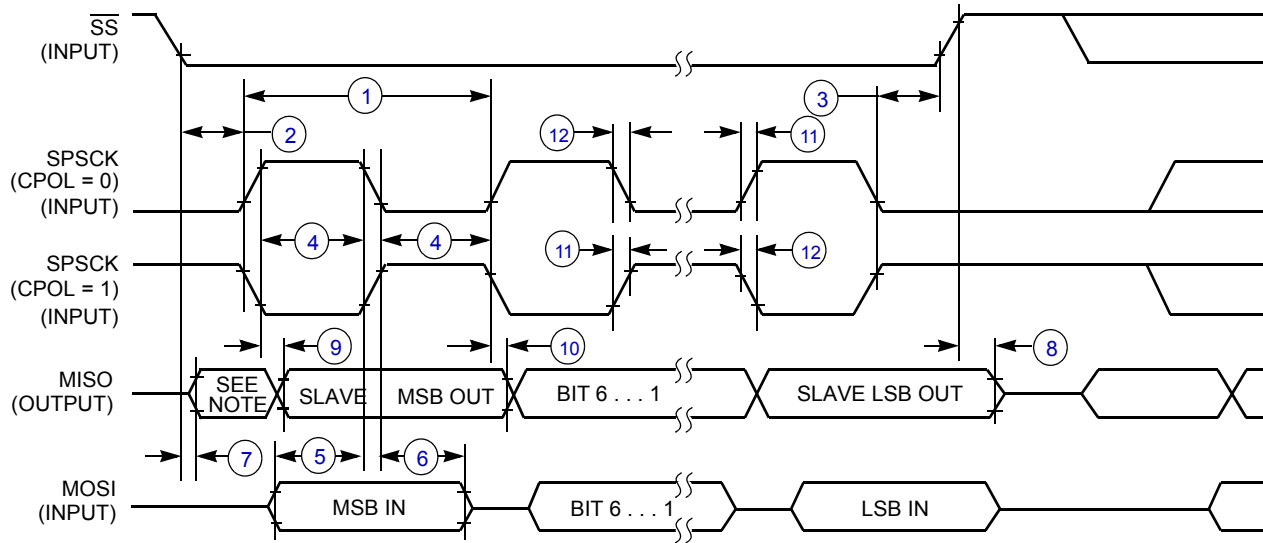 SS
(INPUT)
1
3
2
12
11
SPSCK
(CPOL = 0)
(INPUT)
4
4
11
12
SPSCK
(CPOL = 1)
(INPUT)
9
10
8
MISO
(OUTPUT)
SEE
NOTE
SLAVE
MSB OUT
BIT 6 . . . 1
SLAVE LSB OUT
7
5
6
MOSI
(INPUT)
MSB IN
BIT 6 . . . 1
LSB IN